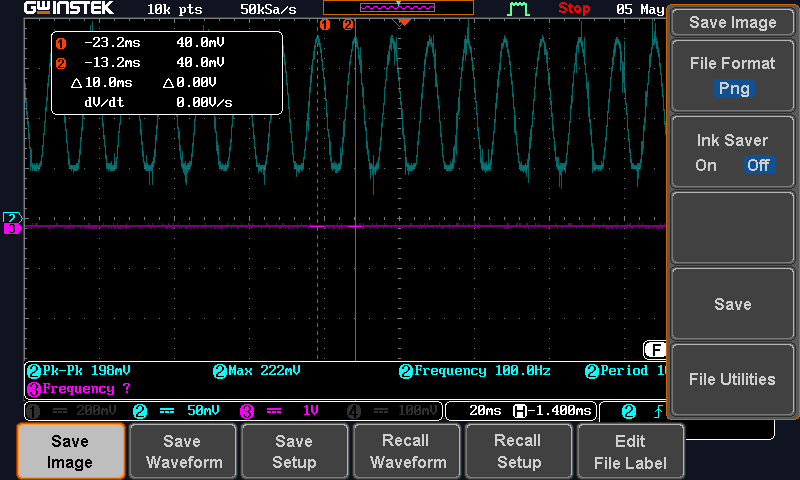 GWINSTEK 10k pts 50kSa/s Stop 05 May
1 2
1 -23.2ms 40.0mV
2 -13.2ms 40.0mV
△10.0ms △0.00V
dV/dt 0.00V/s
2
3
F
2 Pk-Pk 198mV 2 Max 222mV 2 Frequency 100.0Hz 2 Period 1
3 Frequency ?
1 200mV 2 50mV 3 1V 4 100mV 20ms H -1.400ms 2
Save Image
File Format
Png
Ink Saver
On Off
Save
File Utilities
Save
Image
Save
Waveform
Save
Setup
Recall
Waveform
Recall
Setup
Edit
File Label